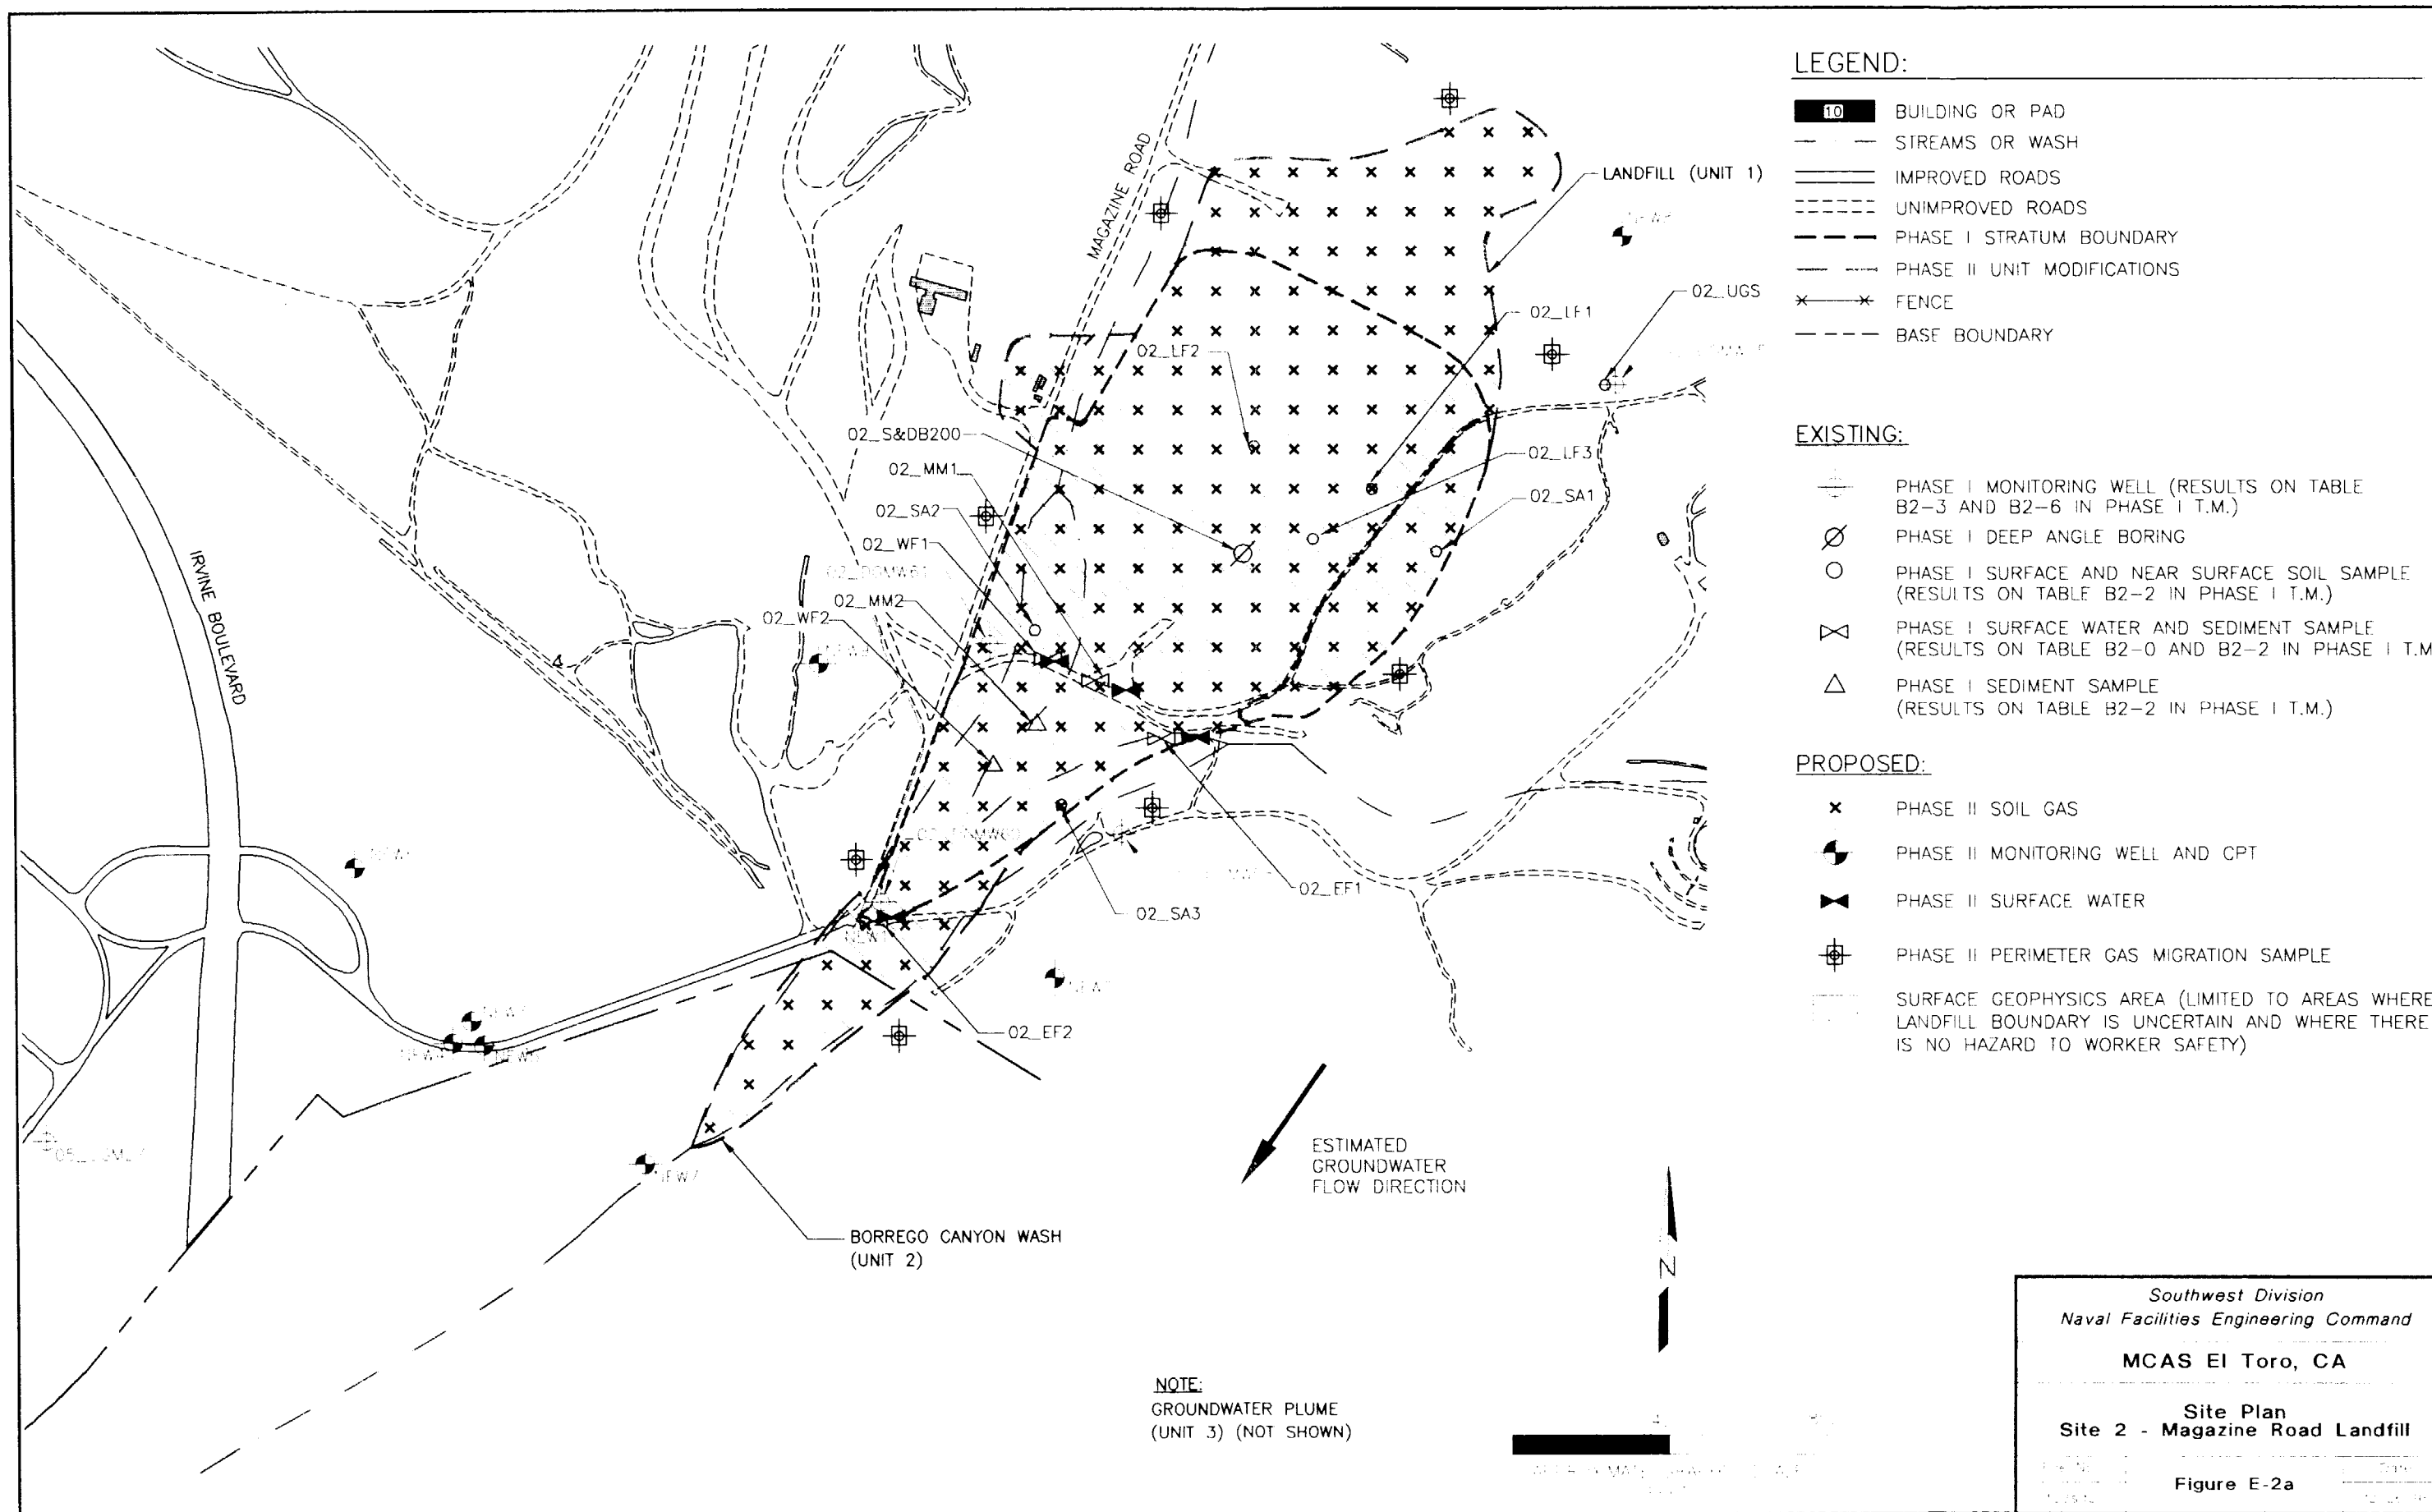 LEGEND:
10 BUILDING OR PAD
STREAMS OR WASH
IMPROVED ROADS
UNIMPROVED ROADS
PHASE I STRATUM BOUNDARY
PHASE II UNIT MODIFICATIONS
FENCE
BASE BOUNDARY
EXISTING:
PHASE I MONITORING WELL (RESULTS ON TABLE
B2-3 AND B2-6 IN PHASE I T.M.)
PHASE I DEEP ANGLE BORING
PHASE I SURFACE AND NEAR SURFACE SOIL SAMPLE
(RESULTS ON TABLE B2-2 IN PHASE I T.M.)
PHASE I SURFACE WATER AND SEDIMENT SAMPLE
(RESULTS ON TABLE B2-0 AND B2-2 IN PHASE I T.M
PHASE I SEDIMENT SAMPLE
(RESULTS ON TABLE B2-2 IN PHASE I T.M.)
PROPOSED:
PHASE II SOIL GAS
PHASE II MONITORING WELL AND CPT
PHASE II SURFACE WATER
PHASE II PERIMETER GAS MIGRATION SAMPLE
SURFACE GEOPHYSICS AREA (LIMITED TO AREAS WHERE
LANDFILL BOUNDARY IS UNCERTAIN AND WHERE THERE
IS NO HAZARD TO WORKER SAFETY)
MAGAZINE ROAD
LANDFILL (UNIT 1)
02_UGS
02_LF1
02_LF2
02_S&DB200
02_LF3
02_MM1
02_SA1
02_SA2
02_WF1
02_MM2
02_WF2
IRVINE BOULEVARD
02_EF1
02_SA3
02_EF2
NEW7
BORREGO CANYON WASH
(UNIT 2)
ESTIMATED
GROUNDWATER
FLOW DIRECTION
N
NOTE:
GROUNDWATER PLUME
(UNIT 3) (NOT SHOWN)
Southwest Division
Naval Facilities Engineering Command
MCAS El Toro, CA
Site Plan
Site 2 - Magazine Road Landfill
Figure E-2a